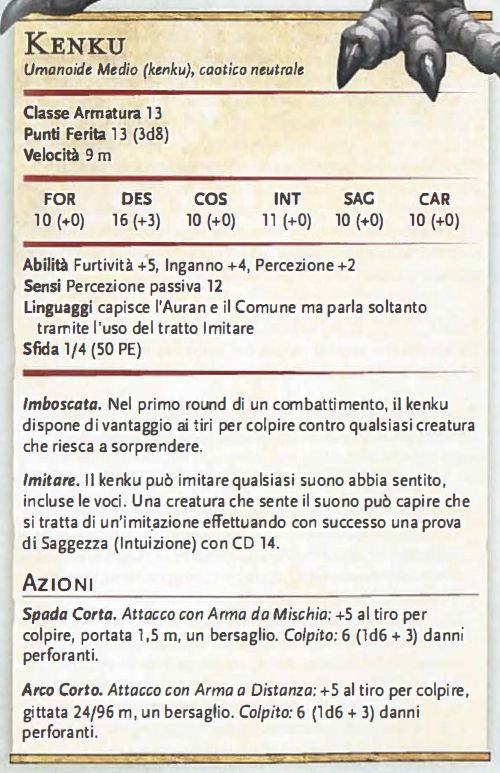 KENKU
Umanoide Medio (kenku), caotico neutrale
Classe Armatura 13
Punti Ferita 13 (3d8)
Velocità 9 m
FOR DES COS INT SAG CAR
10 (+0) 16 (+3) 10 (+0) 11 (+0) 10 (+0) 10 (+0)
Abilità Furtività +5, Inganno +4, Percezione +2
Sensi Percezione passiva 12
Linguaggi capisce l'Auran e il Comune ma parla soltanto
tramite l'uso del tratto Imitare
Sfida 1/4 (50 PE)
Imboscata. Nel primo round di un combattimento, il kenku
dispone di vantaggio ai tiri per colpire contro qualsiasi creatura
che riesca a sorprendere.
Imitare. Il kenku può imitare qualsiasi suono abbia sentito,
incluse le voci. Una creatura che sente il suono può capire che
si tratta di un'imitazione effettuando con successo una prova
di Saggezza (Intuizione) con CD 14.
AZIONI
Spada Corta. Attacco con Arma da Mischia: +5 al tiro per
colpire, portata 1,5 m, un bersaglio. Colpito: 6 (1d6 + 3) danni
perforanti.
Arco Corto. Attacco con Arma a Distanza: +5 al tiro per colpire,
gittata 24/96 m, un bersaglio. Colpito: 6 (1d6 + 3) danni
perforanti.